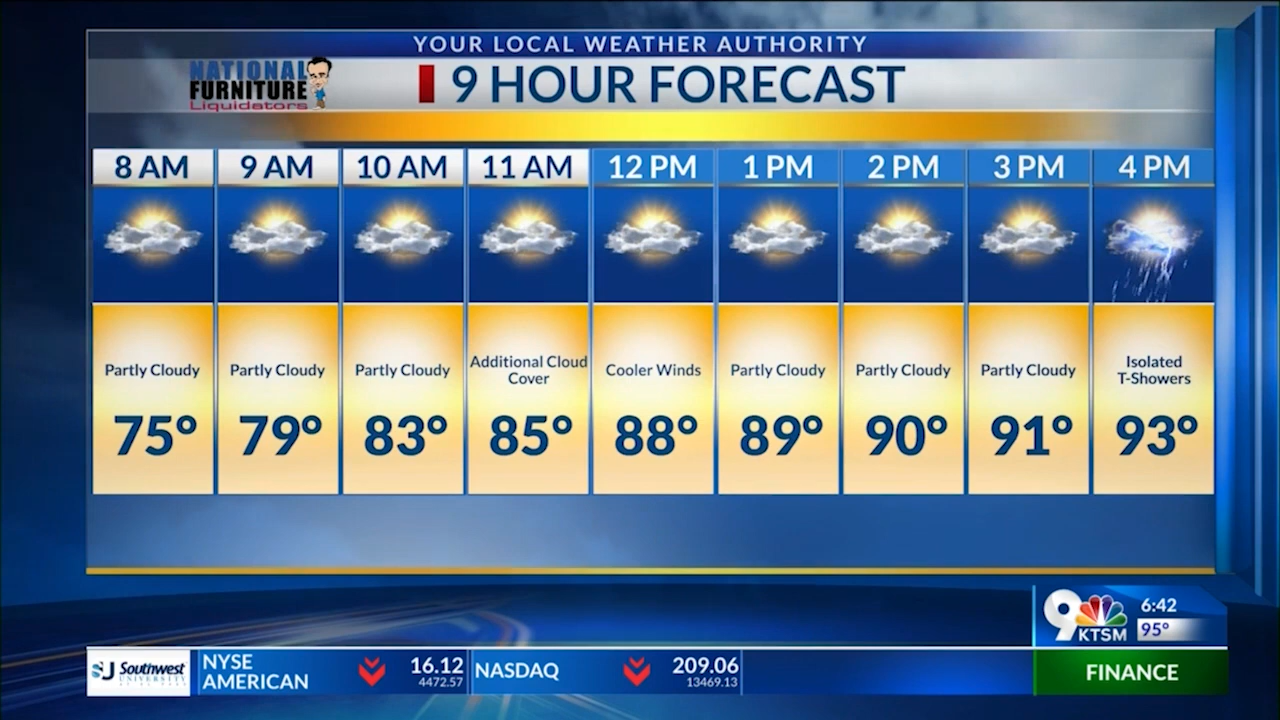 YOUR LOCAL WEATHER AUTHORITY
NATIONAL
FURNITURE
Liquidators
9 HOUR FORECAST
8 AM 9 AM 10 AM 11 AM 12 PM 1 PM 2 PM 3 PM 4 PM
Partly Cloudy Partly Cloudy Partly Cloudy Additional Cloud Cover Cooler Winds Partly Cloudy Partly Cloudy Partly Cloudy Isolated T-Showers
75° 79° 83° 85° 88° 89° 90° 91° 93°
9 KTSM 6:42
95°
SU Southwest UNIVERSITY
NYSE AMERICAN 16.12 4472.57
NASDAQ 209.06 13469.13
FINANCE